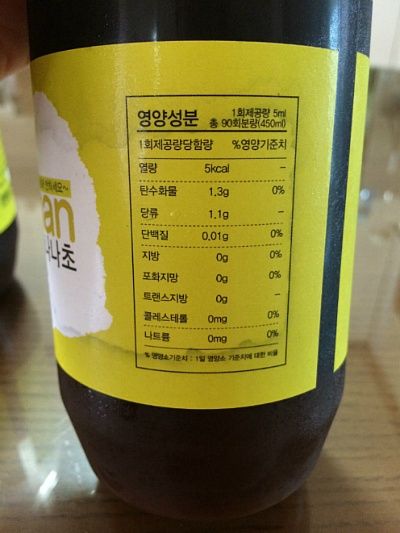 영양성분
1회제공량 5ml
총 90회분량(450ml)
1회제공량당함량 %영양기준치
열량 5kcal –
탄수화물 1.3g 0%
당류 1.1g –
단백질 0.01g 0%
지방 0g 0%
포화지방 0g 0%
트랜스지방 0g –
콜레스테롤 0mg 0%
나트륨 0mg 0%
% 영양소기준치 : 1일 영양소 기준치에 대한 비율
an
나초